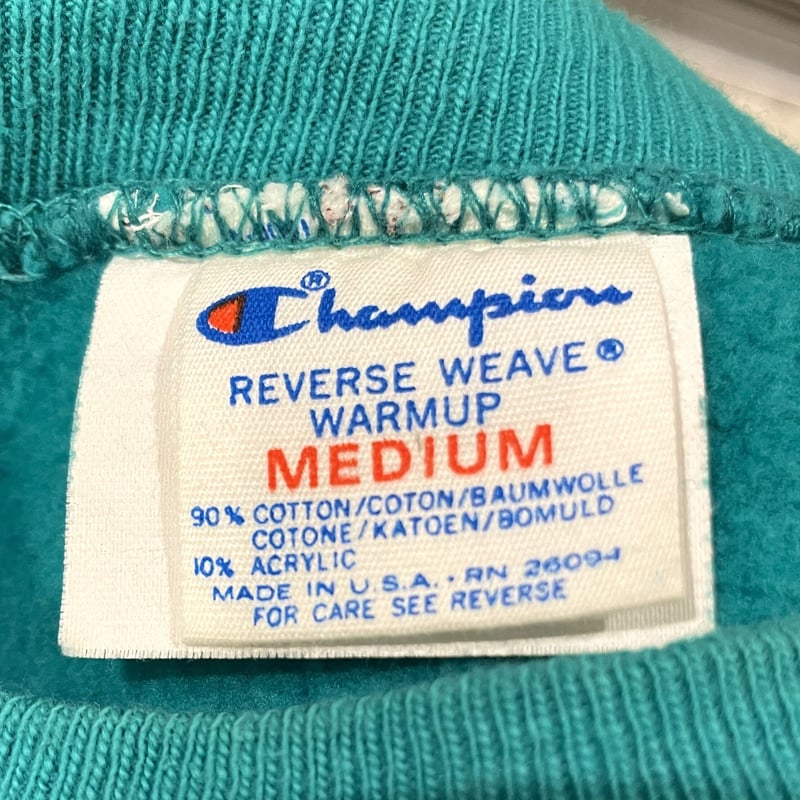 Champion®
REVERSE WEAVE®
WARMUP
MEDIUM
90% COTTON/COTON/BAUMWOLLE
COTONE/KATOEN/BOMULD
10% ACRYLIC
MADE IN U.S.A. · RN 26094
FOR CARE SEE REVERSE